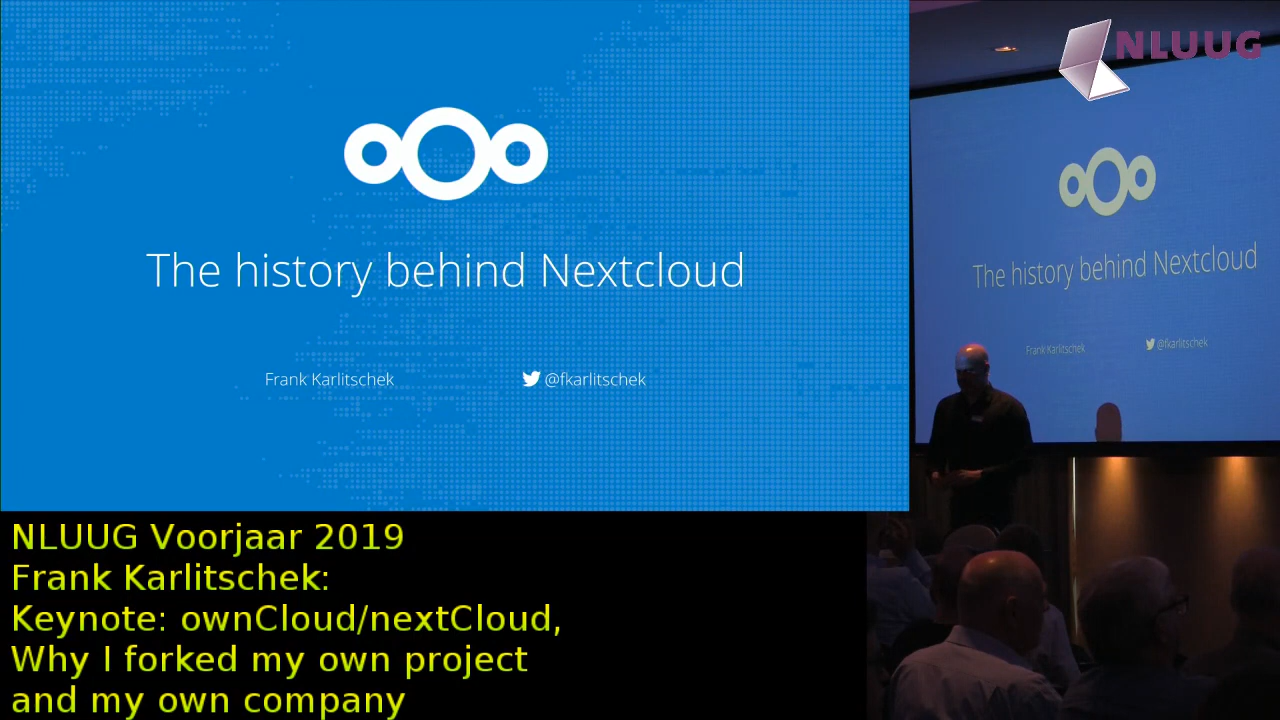 The history behind Nextcloud
Frank Karlitschek
@fkarlitschek
NLUUG
The history behind Nextcloud
Frank Karlitschek
@fkarlitschek
NLUUG Voorjaar 2019
Frank Karlitschek:
Keynote: ownCloud/nextCloud,
Why I forked my own project
and my own company